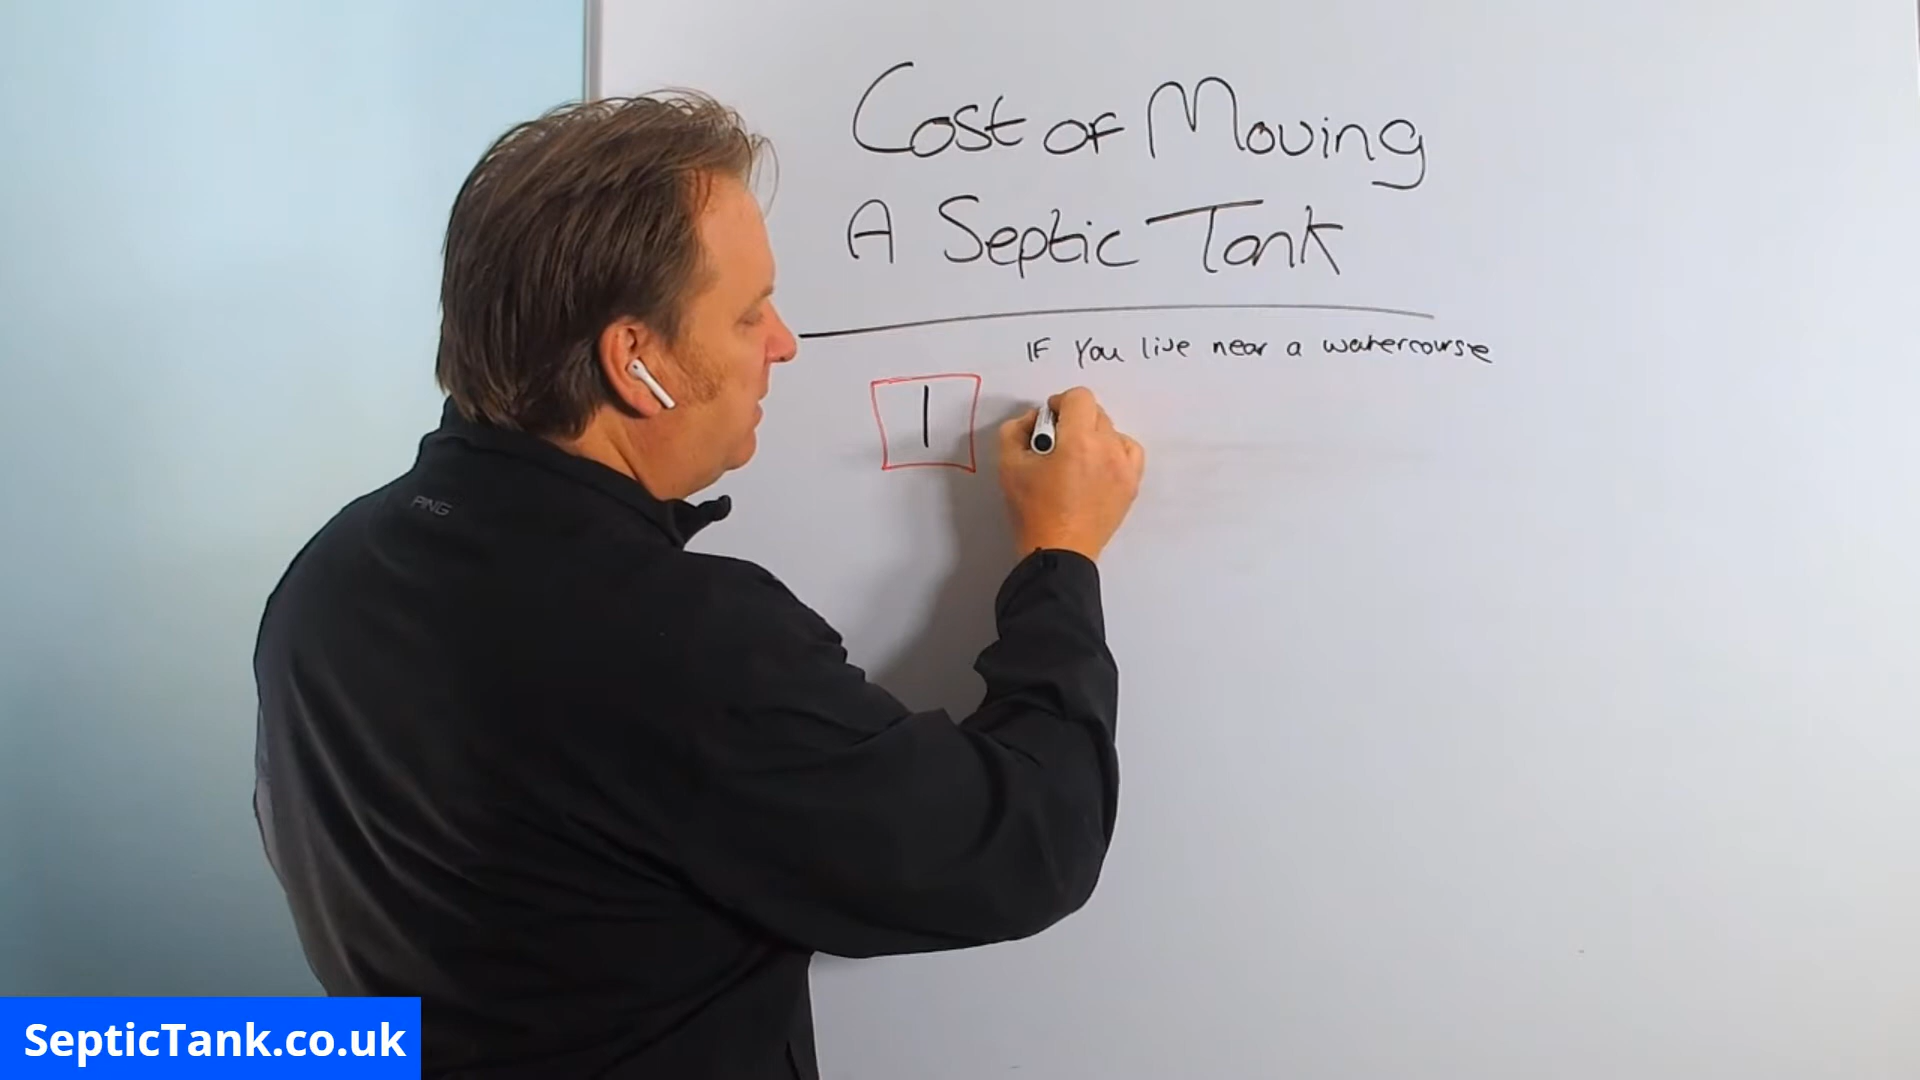 Cost of Moving
A Septic Tank
IF You live near a watercourse
1
PING
SepticTank.co.uk